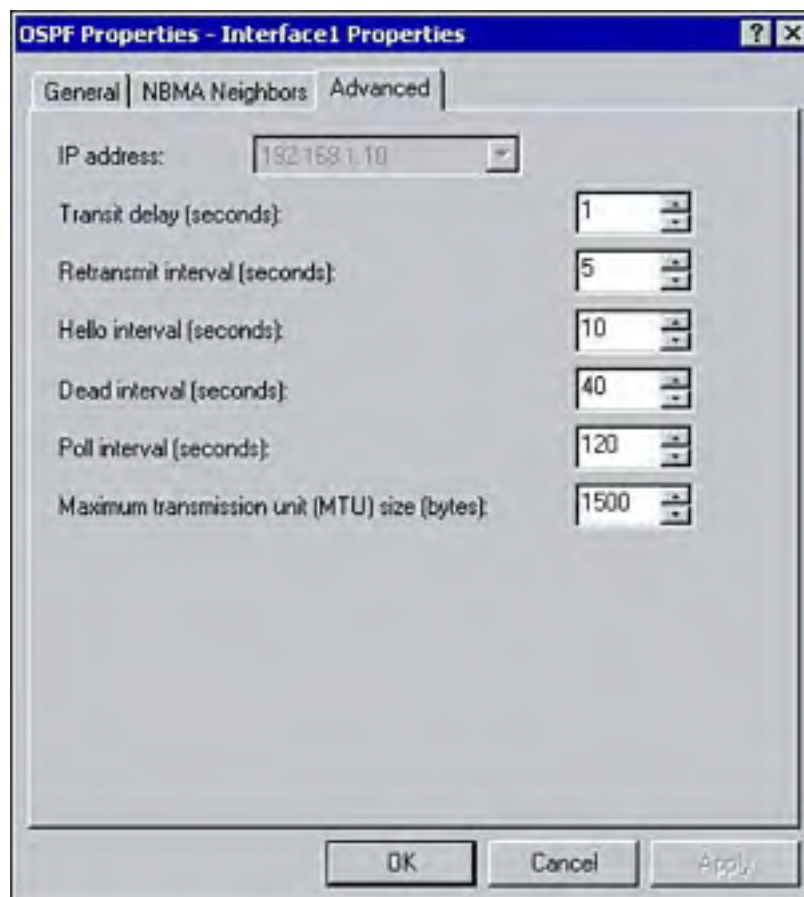 OSPF Properties - Interface1 Properties
General NBMA Neighbors Advanced
IP address: 192.168.1.10
Transit delay (seconds): 1
Retransmit interval (seconds): 5
Hello interval (seconds): 10
Dead interval (seconds): 40
Poll interval (seconds): 120
Maximum transmission unit (MTU) size (bytes): 1500
OK Cancel Apply